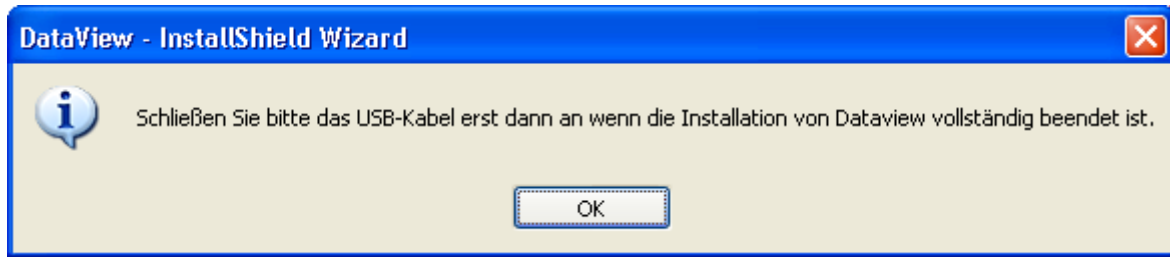 DataView - InstallShield Wizard
Schließen Sie bitte das USB-Kabel erst dann an wenn die Installation von Dataview vollständig beendet ist.
OK